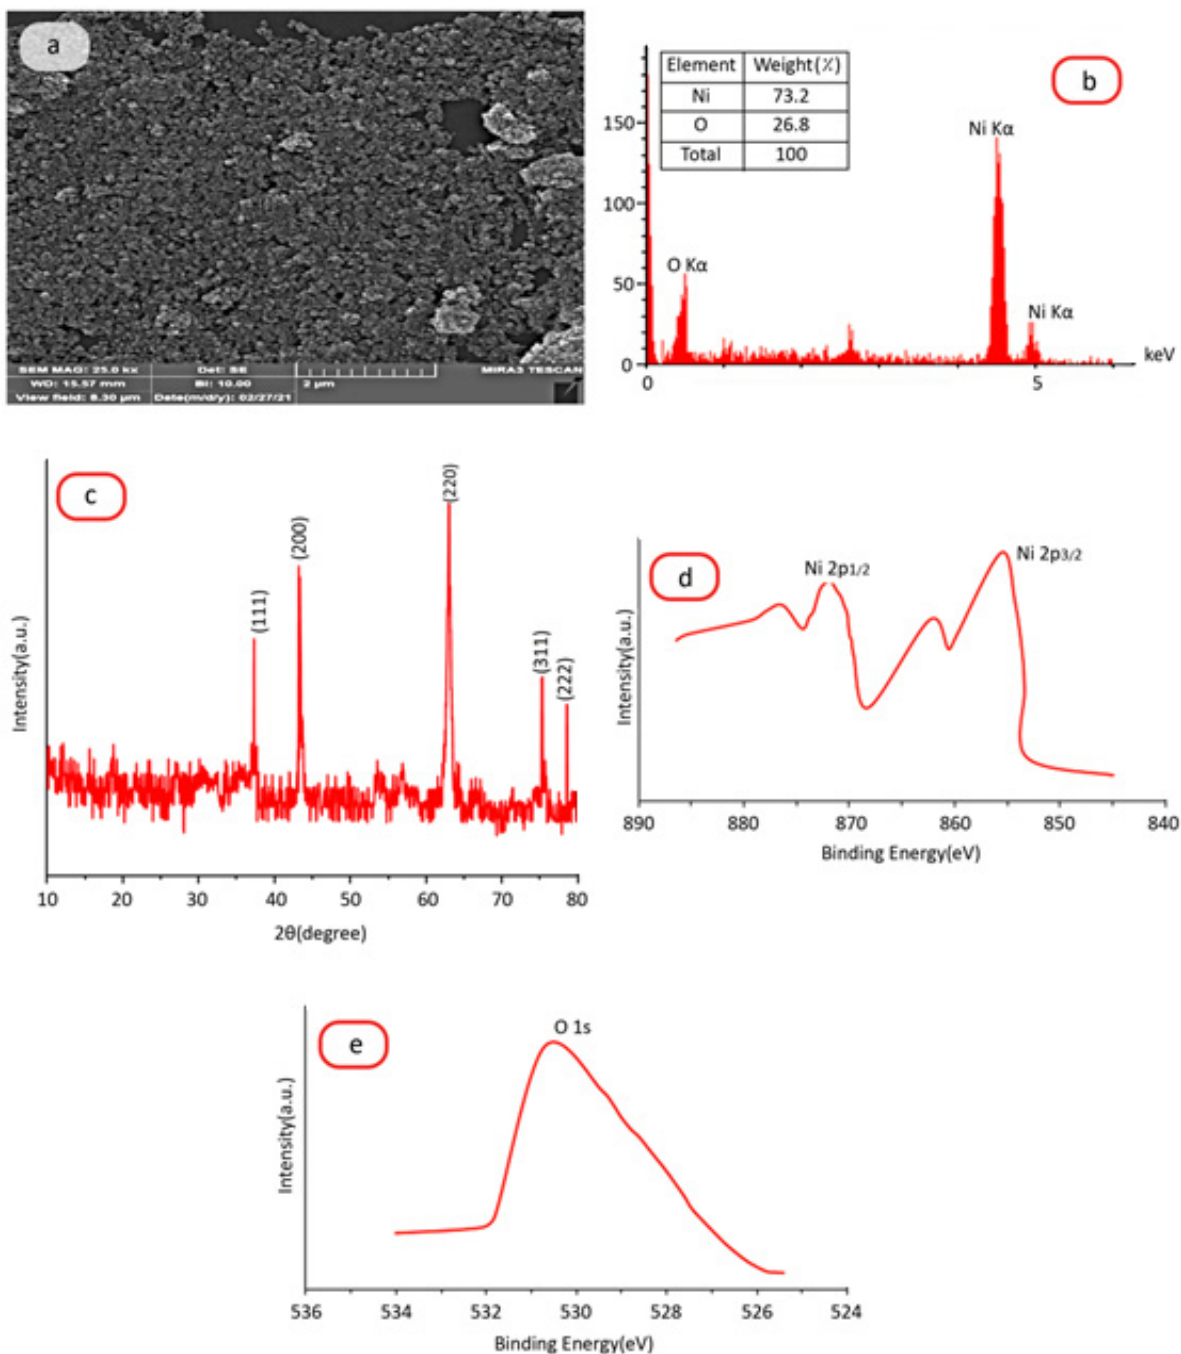 a
SEM MAG: 25.0 kx Det: SE
WD: 15.57 mm BI: 10.00 2 μm MIRA3 TESCAN
View field: 8.30 μm Date(m/d/y): 02/27/21
b
Element Weight(%)
Ni 73.2
O 26.8
Total 100
Ni Kα
O Kα
Ni Kα
150
100
50
0
0 5 keV
c
(111)
(200)
(220)
(311)
(222)
Intensity(a.u.)
10 20 30 40 50 60 70 80
2θ(degree)
d
Ni 2p1/2
Ni 2p3/2
Intensity(a.u.)
890 880 870 860 850 840
Binding Energy(eV)
e
O 1s
Intensity(a.u.)
536 534 532 530 528 526 524
Binding Energy(eV)